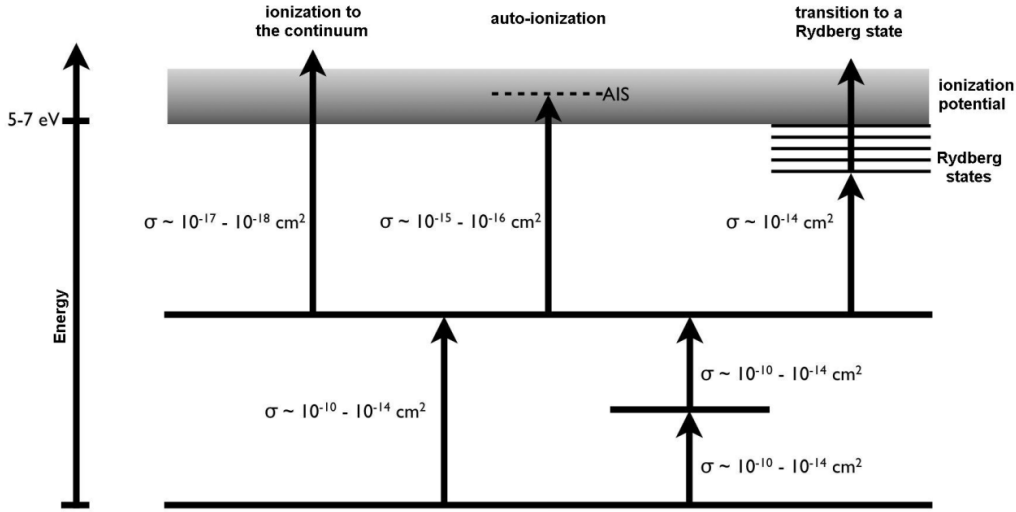 ionization to
the continuum
auto-ionization
transition to a
Rydberg state
AIS
ionization
potential
5-7 eV
Rydberg
states
σ ~ 10⁻¹⁷ - 10⁻¹⁸ cm²
σ ~ 10⁻¹⁵ - 10⁻¹⁶ cm²
σ ~ 10⁻¹⁴ cm²
Energy
σ ~ 10⁻¹⁰ - 10⁻¹⁴ cm²
σ ~ 10⁻¹⁰ - 10⁻¹⁴ cm²
σ ~ 10⁻¹⁰ - 10⁻¹⁴ cm²